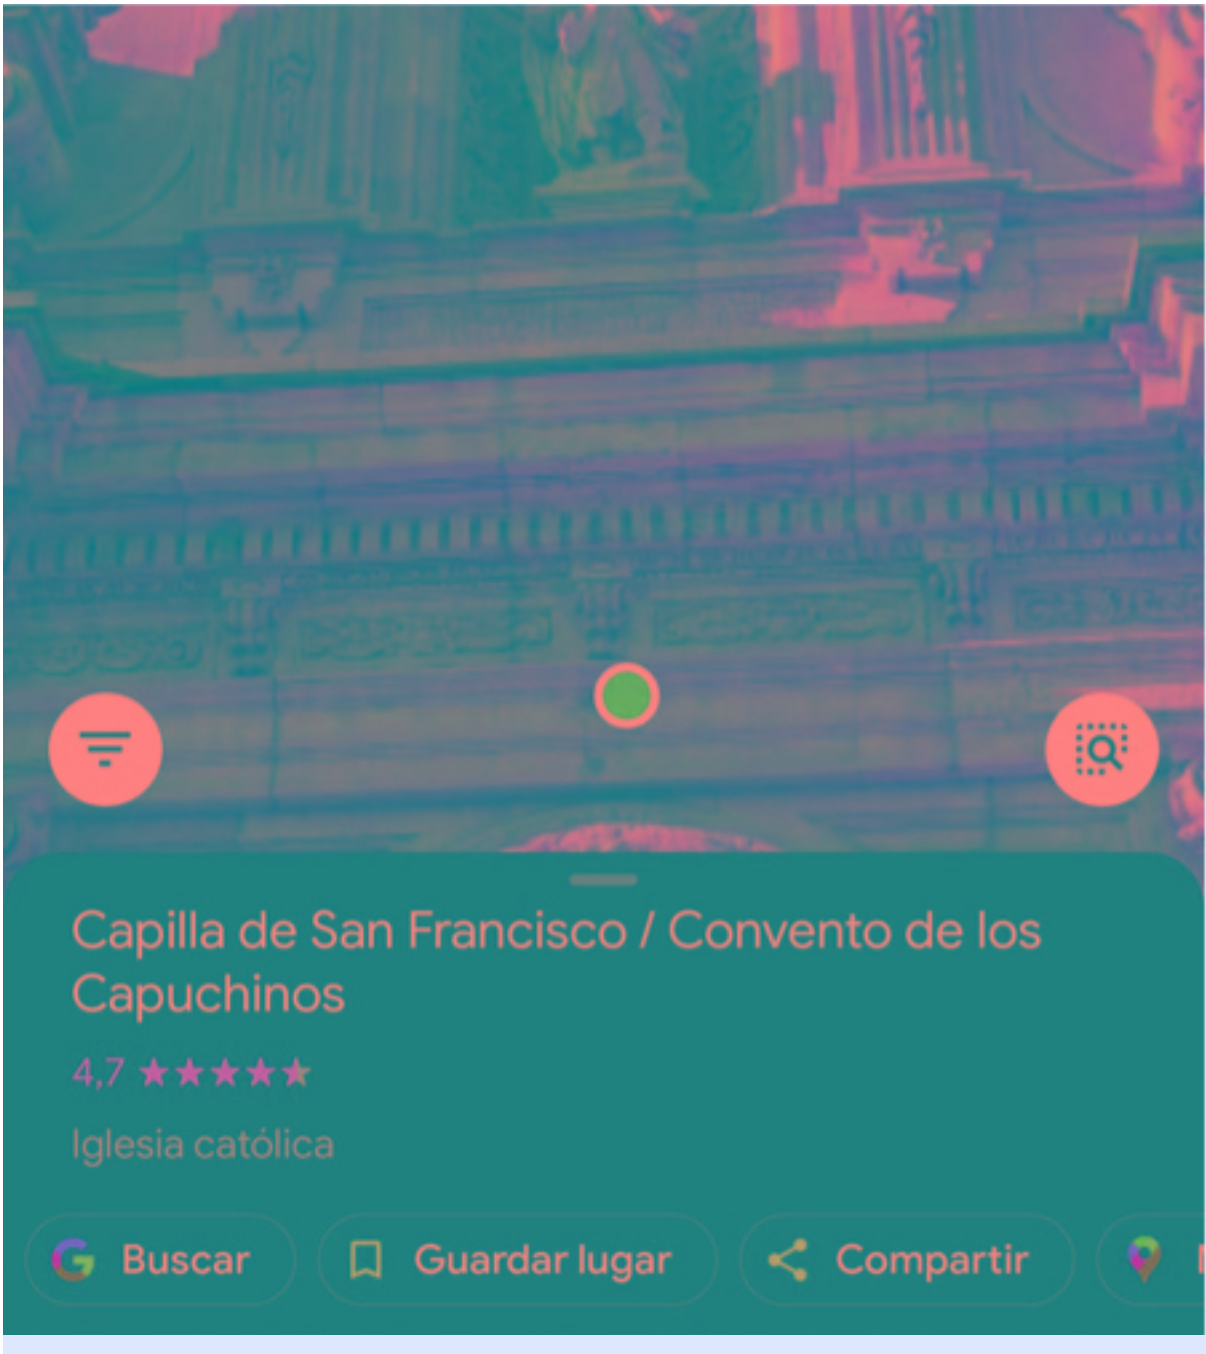 Capilla de San Francisco / Convento de los
Capuchinos
4,7
Iglesia católica
Buscar
Guardar lugar
Compartir